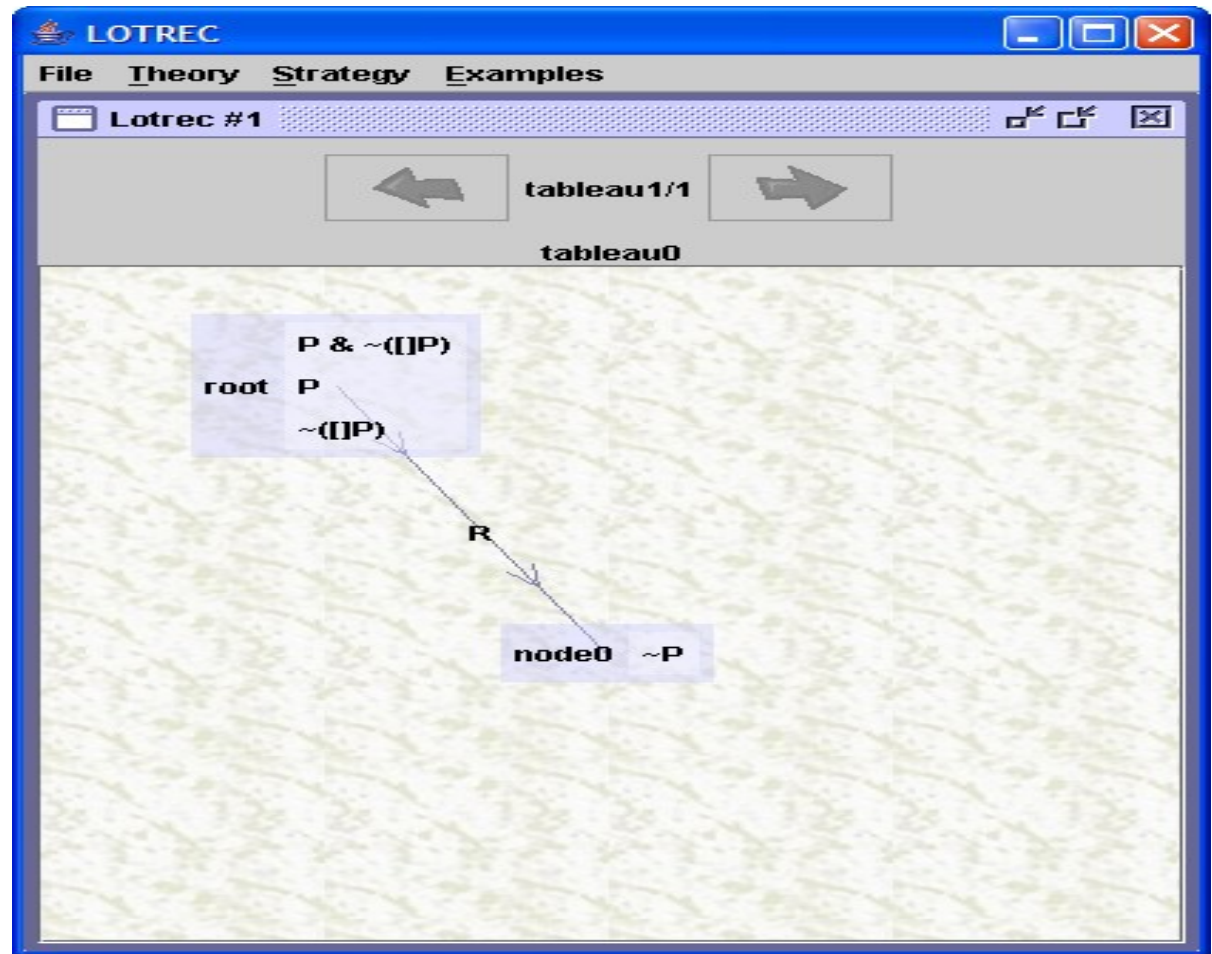 LOTREC
File Theory Strategy Examples
Lotrec #1
tableau1/1
tableau0
P & ~([]P)
root P
~([]P)
R
node0 ~P